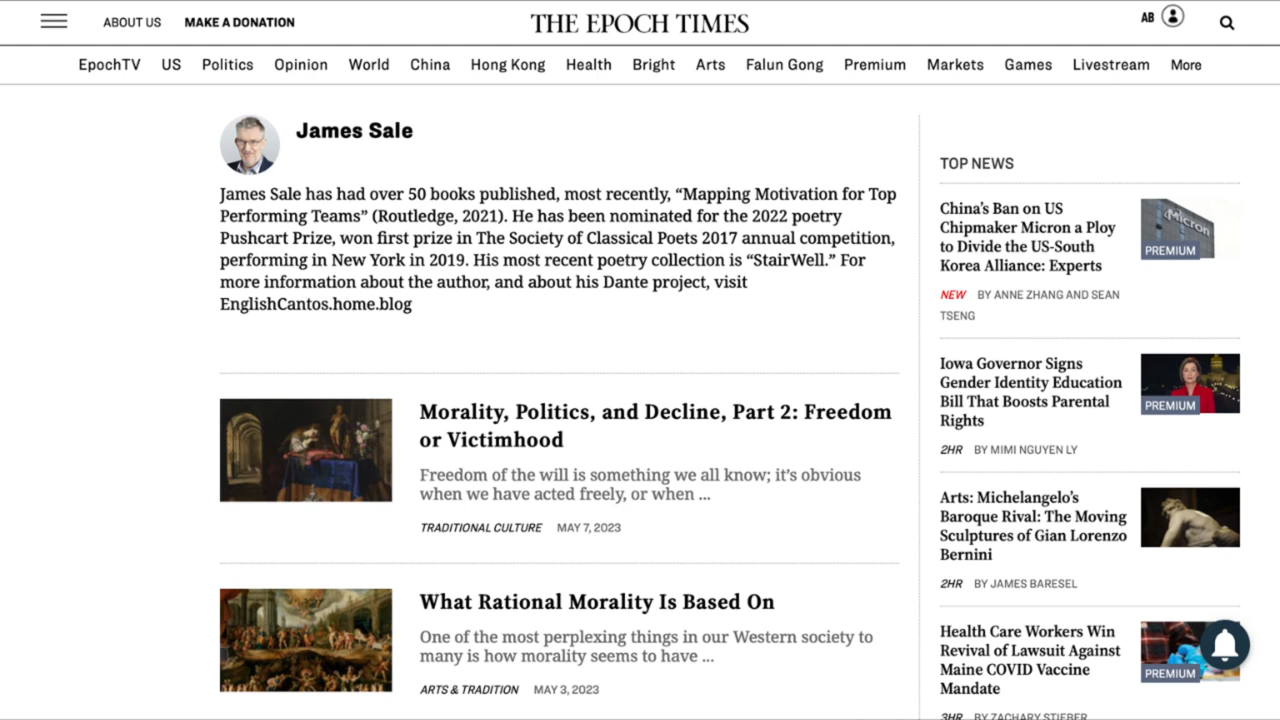 ABOUT US
MAKE A DONATION
THE EPOCH TIMES
AB
EpochTV
US
Politics
Opinion
World
China
Hong Kong
Health
Bright
Arts
Falun Gong
Premium
Markets
Games
Livestream
More
James Sale
James Sale has had over 50 books published, most recently, “Mapping Motivation for Top
Performing Teams” (Routledge, 2021). He has been nominated for the 2022 poetry
Pushcart Prize, won first prize in The Society of Classical Poets 2017 annual competition,
performing in New York in 2019. His most recent poetry collection is “StairWell.” For
more information about the author, and about his Dante project, visit
EnglishCantos.home.blog
Morality, Politics, and Decline, Part 2: Freedom
or Victimhood
Freedom of the will is something we all know; it’s obvious
when we have acted freely, or when ...
TRADITIONAL CULTURE MAY 7, 2023
What Rational Morality Is Based On
One of the most perplexing things in our Western society to
many is how morality seems to have ...
ARTS & TRADITION MAY 3, 2023
TOP NEWS
China’s Ban on US
Chipmaker Micron a Ploy
to Divide the US-South
Korea Alliance: Experts
NEW BY ANNE ZHANG AND SEAN
TSENG
Micron
PREMIUM
Iowa Governor Signs
Gender Identity Education
Bill That Boosts Parental
Rights
2HR BY MIMI NGUYEN LY
PREMIUM
Arts: Michelangelo’s
Baroque Rival: The Moving
Sculptures of Gian Lorenzo
Bernini
2HR BY JAMES BARESEL
Health Care Workers Win
Revival of Lawsuit Against
Maine COVID Vaccine
Mandate
3HR BY ZACHARY STIEBER
PREMIUM